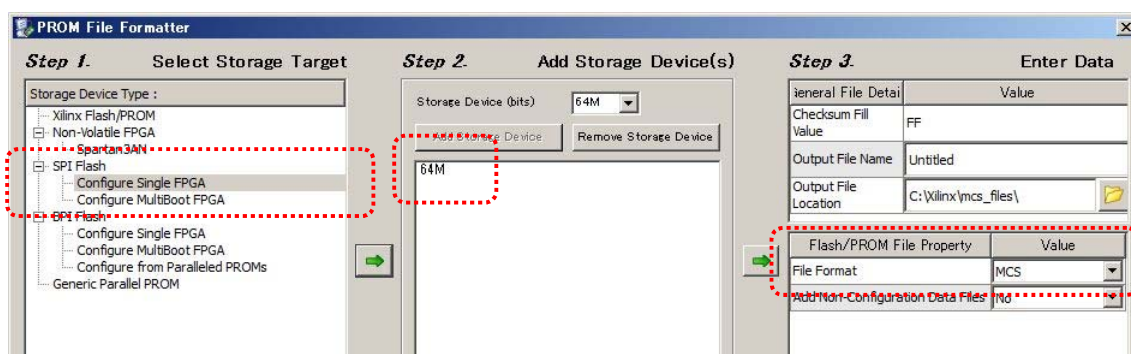 PROM File Formatter
Step 1. Select Storage Target
Storage Device Type :
Xilinx Flash/PROM
Non-Volatile FPGA
Spartan3AN
SPI Flash
Configure Single FPGA
Configure MultiBoot FPGA
BPI Flash
Configure Single FPGA
Configure MultiBoot FPGA
Configure from Paralleled PROMs
Generic Parallel PROM
Step 2. Add Storage Device(s)
Storage Device (bits) 64M
Add Storage Device Remove Storage Device
64M
Step 3. Enter Data
ieneral File Detai Value
Checksum Fill
Value
FF
Output File Name Untitled
Output File
Location
C:\Xilinx\mcs_files\
Flash/PROM File Property Value
File Format MCS
Add Non-Configuration Data Files No